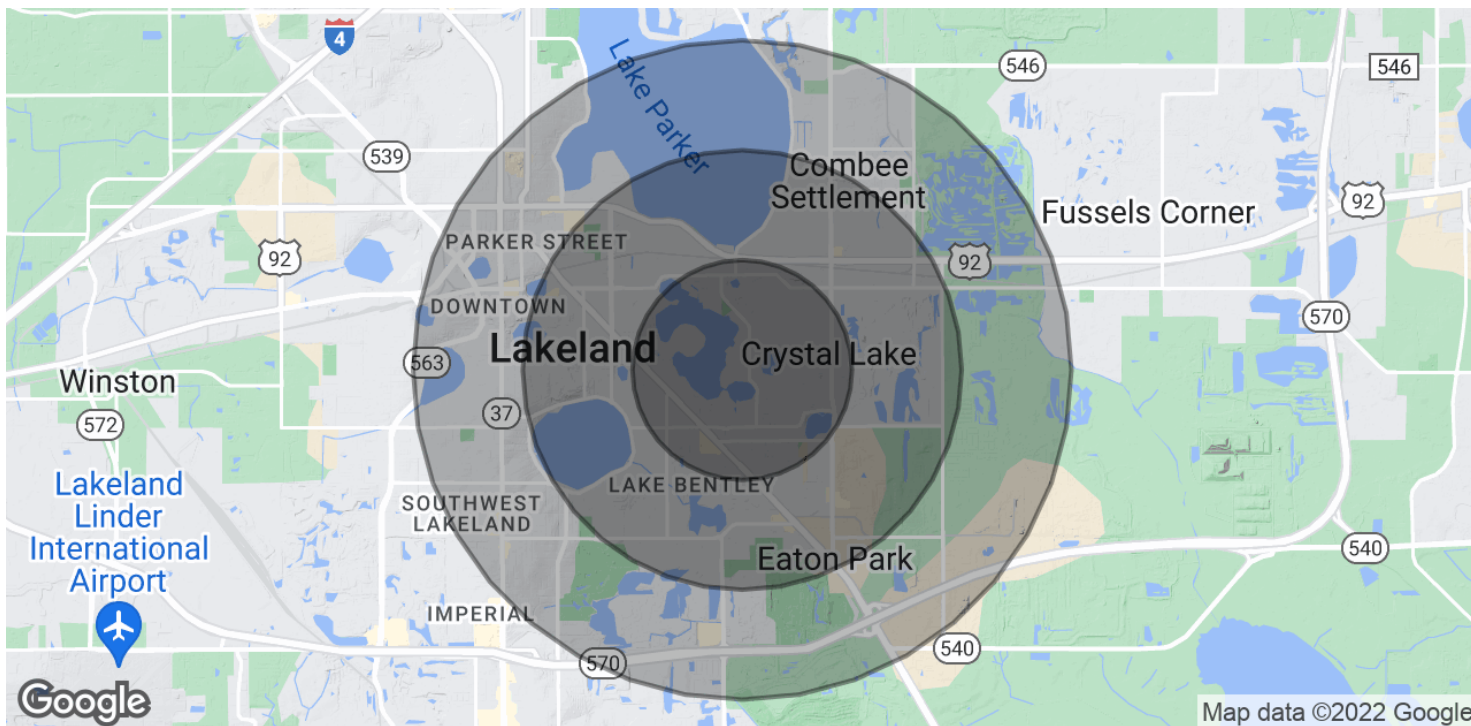 4
Lake Parker
546
546
539
Combee
Settlement
92
Fussels Corner
PARKER STREET
92
92
DOWNTOWN
570
Lakeland
Crystal Lake
563
Winston
37
572
Lakeland
Linder
International
Airport
LAKE BENTLEY
SOUTHWEST
LAKELAND
540
Eaton Park
IMPERIAL
540
570
Google
Map data ©2022 Google